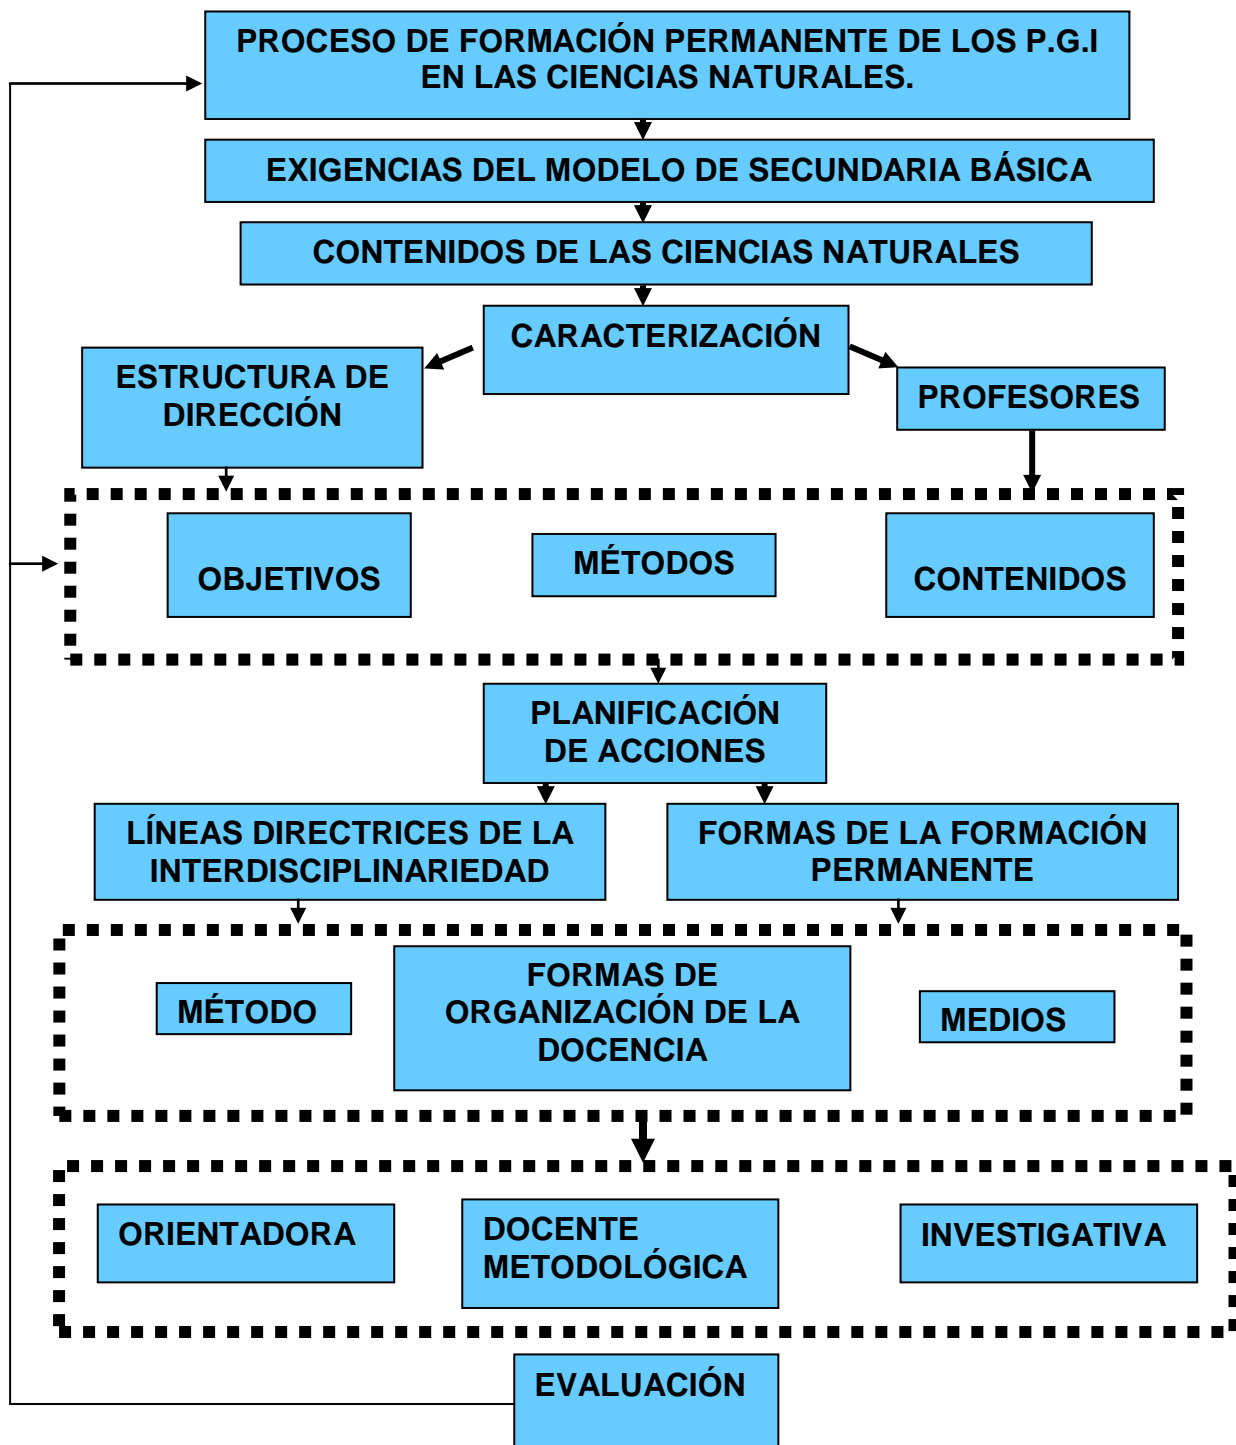 PROCESO DE FORMACIÓN PERMANENTE DE LOS P.G.I
EN LAS CIENCIAS NATURALES.
EXIGENCIAS DEL MODELO DE SECUNDARIA BÁSICA
CONTENIDOS DE LAS CIENCIAS NATURALES
CARACTERIZACIÓN
ESTRUCTURA DE
DIRECCIÓN
PROFESORES
OBJETIVOS
MÉTODOS
CONTENIDOS
PLANIFICACIÓN
DE ACCIONES
LÍNEAS DIRECTRICES DE LA
INTERDISCIPLINARIEDAD
FORMAS DE LA FORMACIÓN
PERMANENTE
MÉTODO
FORMAS DE
ORGANIZACIÓN DE LA
DOCENCIA
MEDIOS
ORIENTADORA
DOCENTE
METODOLÓGICA
INVESTIGATIVA
EVALUACIÓN